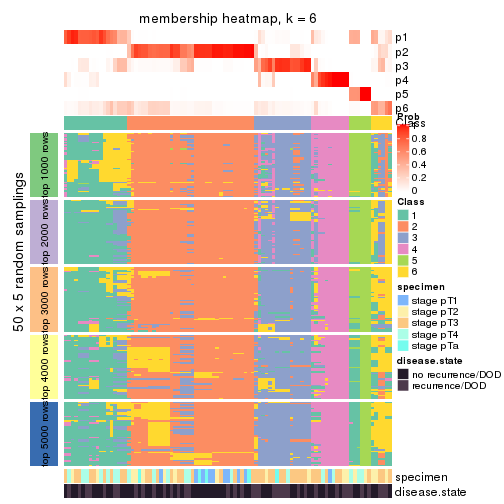 membership heatmap, k = 6
p1
p2
p3
p4
p5
p6
Class
Prob
1
0.8
0.6
0.4
0.2
0
Class
1
2
3
4
5
6
specimen
stage pT1
stage pT2
stage pT3
stage pT4
stage pTa
disease.state
no recurrence/DOD
recurrence/DOD
50 x 5 random samplings
top 1000 rows
top 2000 rows
top 3000 rows
top 4000 rows
top 5000 rows
specimen
disease.state